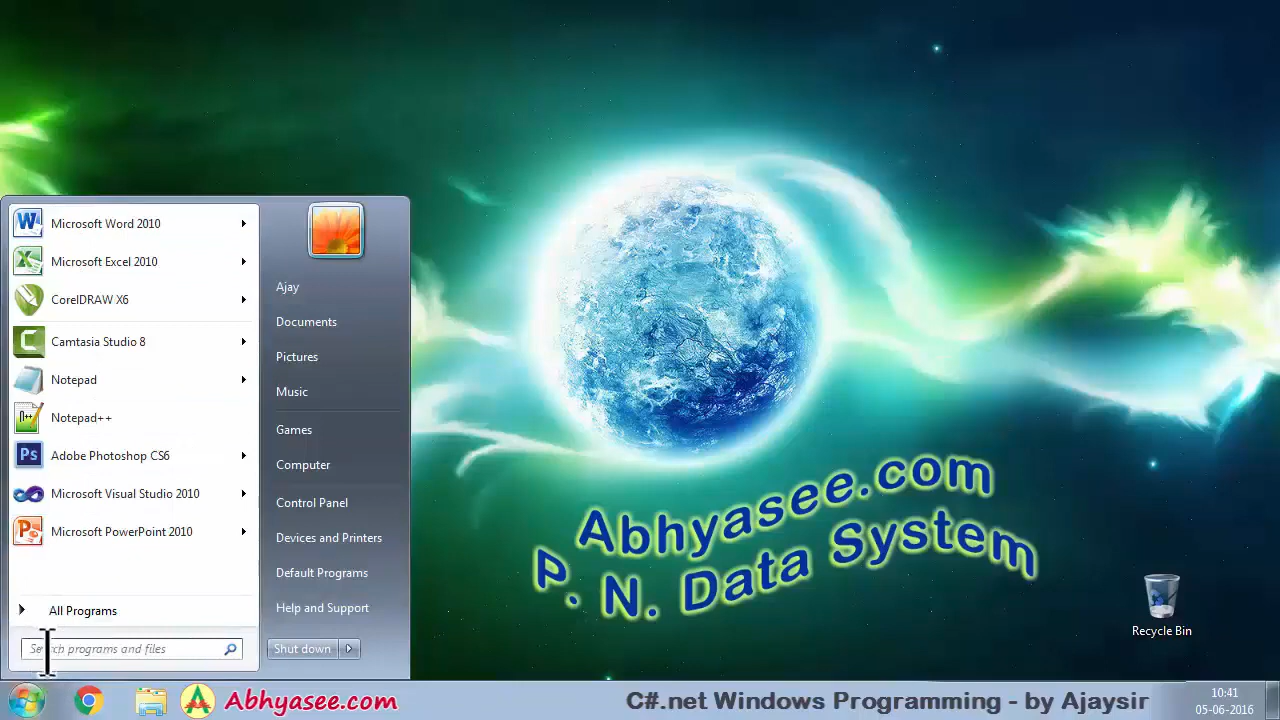 Microsoft Word 2010
Microsoft Excel 2010
CorelDRAW X6
Camtasia Studio 8
Notepad
Notepad++
Adobe Photoshop CS6
Microsoft Visual Studio 2010
Microsoft PowerPoint 2010
All Programs
Search programs and files
Ajay
Documents
Pictures
Music
Games
Computer
Control Panel
Devices and Printers
Default Programs
Help and Support
Shut down
Abhyasee.com
P. N. Data System
Recycle Bin
Abhyasee.com
C#.net Windows Programming - by Ajaysir
10:41
05-06-2016